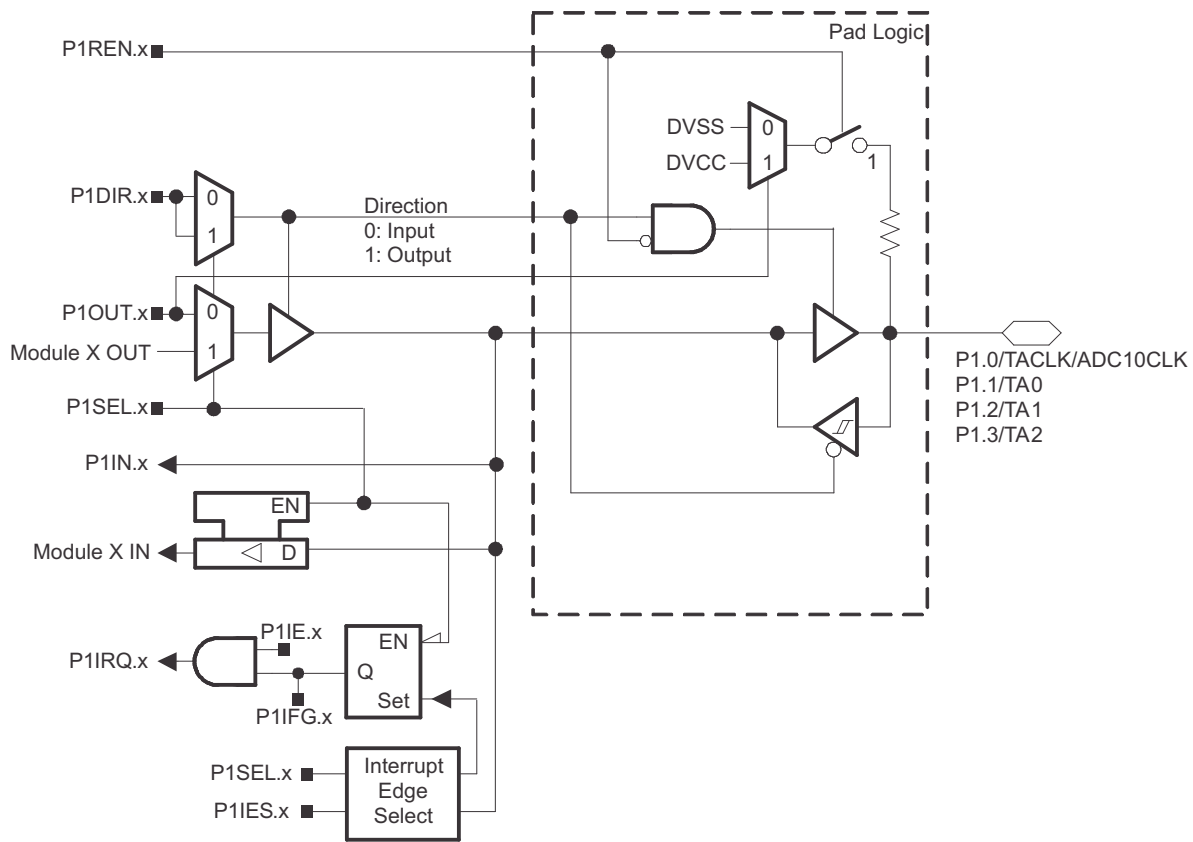 Pad Logic
P1REN.x
DVSS
0
DVCC
1
1
P1DIR.x
0
1
Direction
0: Input
1: Output
P1OUT.x
0
Module X OUT
1
P1.0/TACLK/ADC10CLK
P1.1/TA0
P1.2/TA1
P1.3/TA2
P1SEL.x
P1IN.x
EN
Module X IN
D
P1IE.x
P1IRQ.x
EN
Q
Set
P1IFG.x
P1SEL.x
P1IES.x
Interrupt
Edge
Select